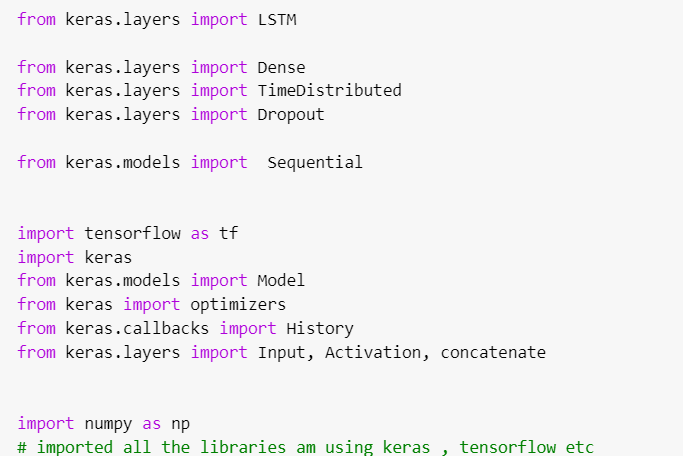 from keras.layers import LSTM
from keras.layers import Dense
from keras.layers import TimeDistributed
from keras.layers import Dropout
from keras.models import  Sequential
import tensorflow as tf
import keras
from keras.models import Model
from keras import optimizers
from keras.callbacks import History
from keras.layers import Input, Activation, concatenate
import numpy as np
# imported all the libraries am using keras , tensorflow etc